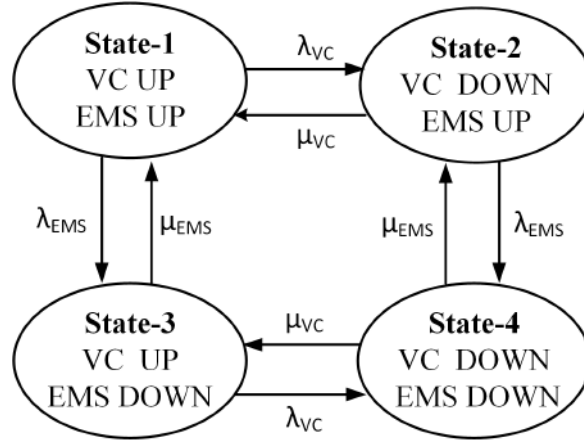 State-1
VC UP
EMS UP
λVC
μVC
State-2
VC DOWN
EMS UP
λEMS
μEMS
μEMS
λEMS
State-3
VC UP
EMS DOWN
μVC
λVC
State-4
VC DOWN
EMS DOWN